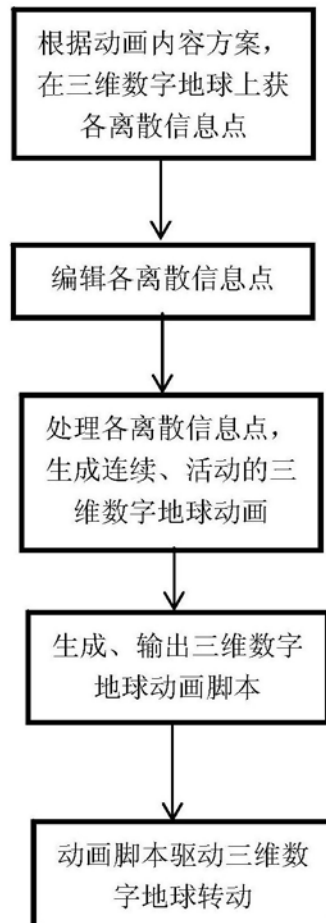 根据动画内容方案，
在三维数字地球上获
各离散信息点
编辑各离散信息点
处理各离散信息点，
生成连续、活动的三
维数字地球动画
生成、输出三维数字
地球动画脚本
动画脚本驱动三维数
字地球转动